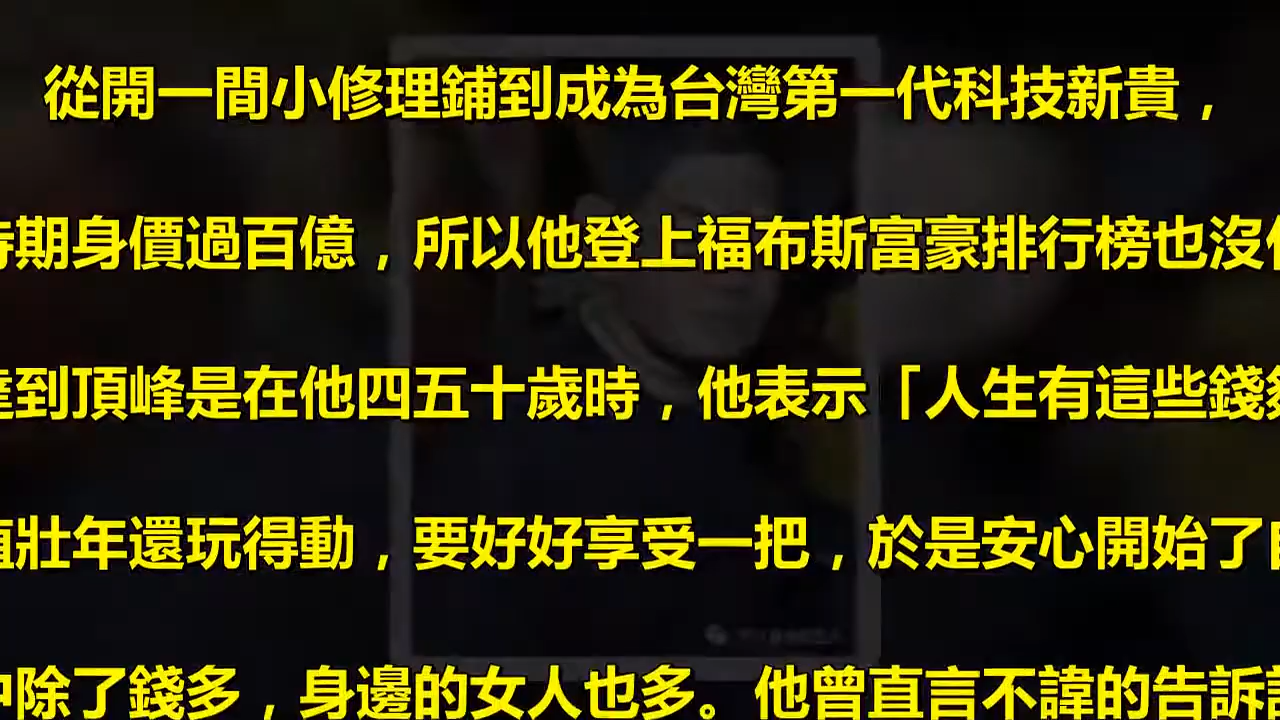 從開一間小修理鋪到成為台灣第一代科技新貴，
期身價過百億，所以他登上福布斯富豪排行榜也沒
到頂峰是在他四五十歲時，他表示「人生有這些錢
壯年還玩得動，要好好享受一把，於是安心開始了
除了錢多，身邊的女人也多。他曾直言不諱的告訴